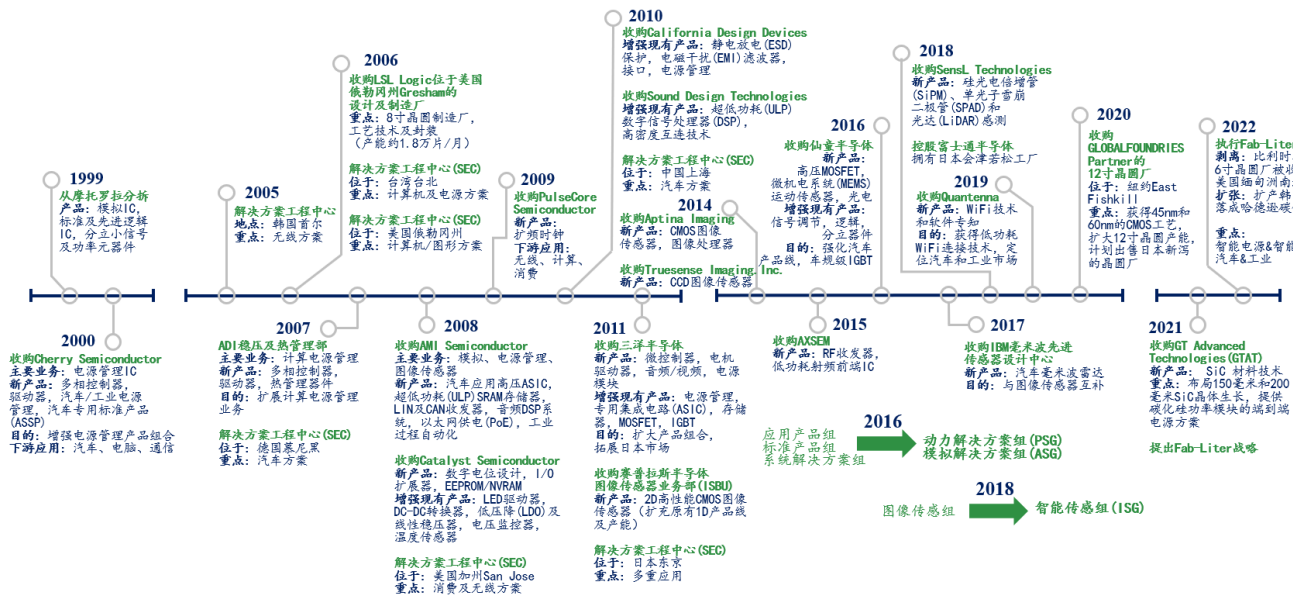 1999
从摩托罗拉分拆
产品：模拟IC，
标准及先进逻辑
IC，分立小信号
及功率元器件
2000
收购Cherry Semiconductor
主要业务：电源管理IC
新产品：多相控制器，
驱动器，汽车/工业电源
管理，汽车专用标准产品
(ASSP)
目的：增强电源管理产品组合
下游应用：汽车、电脑、通信
2005
解决方案工程中心
地点：韩国首尔
重点：无线方案
2006
收购LSL Logic位于美国
俄勒冈州Gresham的
设计及制造厂
重点：8寸晶圆制造厂，
工艺技术及封装
（产能约1.8万片/月）
解决方案工程中心(SEC)
位于：台湾台北
重点：计算机及电源方案
解决方案工程中心(SEC)
位于：美国俄勒冈
重点：计算机/图形方案
2007
ADI稳压及热管理部
主要业务：计算电源管理
新产品：多相控制器，
驱动器，热管理器件
目的：扩展计算电源管理
业务
解决方案工程中心(SEC)
位于：德国慕尼黑
重点：汽车方案
2008
收购AMI Semiconductor
主要业务：模拟、电源管理、
图像传感器
新产品：汽车应用高压ASIC，
超低功耗(ULP)SRAM存储器，
LIN及CAN收发器，音频DSP系
统，以太网供电(PoE)，工业
过程自动化
收购Catalyst Semiconductor
新产品：数字电位设计，I/O
扩展器，EEPROM/NVRAM
增强现有产品：LED驱动器，
DC-DC转换器，低压降(LDO)及
线性稳压器，电压监控器，
温度传感器
解决方案工程中心(SEC)
位于：美国加州San Jose
重点：消费及无线方案
2009
收购PulseCore
Semiconductor
新产品：
扩频时钟
下游应用：
无线、计算、
消费
2010
收购California Design Devices
增强现有产品：静电放电(ESD)
保护，电磁干扰(EMI)滤波器，
接口，电源管理
收购Sound Design Technologies
增强现有产品：超低功耗(ULP)
数字信号处理器(DSP)，
高密度互连技术
解决方案工程中心(SEC)
位于：中国上海
重点：汽车方案
2011
收购三洋半导体
新产品：微控制器，电机
驱动器，音频/视频，电源
模块
增强现有产品：电源管理，
专用集成电路(ASIC)，存储
器，MOSFET，IGBT
目的：扩大产品组合，
拓展日本市场
收购赛普拉斯半导体
图像传感器业务部(ISBU)
新产品：2D高性能CMOS图像
传感器（扩充原有1D产品线
及产能）
解决方案工程中心(SEC)
位于：日本东京
重点：多重应用
2014
收购Aptina Imaging
新产品：CMOS图像
传感器，图像处理器
收购Truesense Imaging,Inc.
新产品：CCD图像传感器
2015
收购AXSEM
新产品：RF收发器，
低功耗射频前端IC
2016
收购仙童半导体
新产品：
高压MOSFET，
微机电系统(MEMS)
运动传感器，光电
增强现有产品：
信号调节，逻辑，
分立器件
目的：强化汽车
产品线，车规级IGBT
2017
收购IBM毫米波先进
传感器设计中心
新产品：汽车毫米波雷达
目的：与图像传感器互补
2018
收购SensL Technologies
新产品：硅光电倍增管
(SiPM)、单光子雪崩
二极管(SPAD)和
光达(LiDAR)感测
控股富士通半导体
拥有日本会津若松工厂
2019
收购Quantenna
新产品：WiFi技术
和软件专知
目的：获得低功耗
WiFi连接技术，定
位汽车和工业市场
2020
收购
GLOBALFOUNDRIES
Partner的
12寸晶圆厂
位于：纽约East
Fishkill
重点：获得45nm和
60nm的CMOS工艺，
扩大12寸晶圆产能，
计划出售日本新泻
的晶圆厂
2021
收购GT Advanced
Technologies(GTAT)
新产品： SiC 材料技术
重点：布局150毫米和200
毫米SiC晶体生长，提供
碳化硅功率模块的端到端
电源方案
提出Fab-Liter战略
2022
执行Fab-Liter
剥离：比利时
6寸晶圆厂被收
美国缅甸洲南
扩张：扩产韩
落成哈德逊碳
重点：
智能电源&智
汽车&工业
应用产品组
标准产品组
系统解决方案组
2016
动力解决方案组(PSG)
模拟解决方案组(ASG)
图像传感组
2018
智能传感组(ISG)